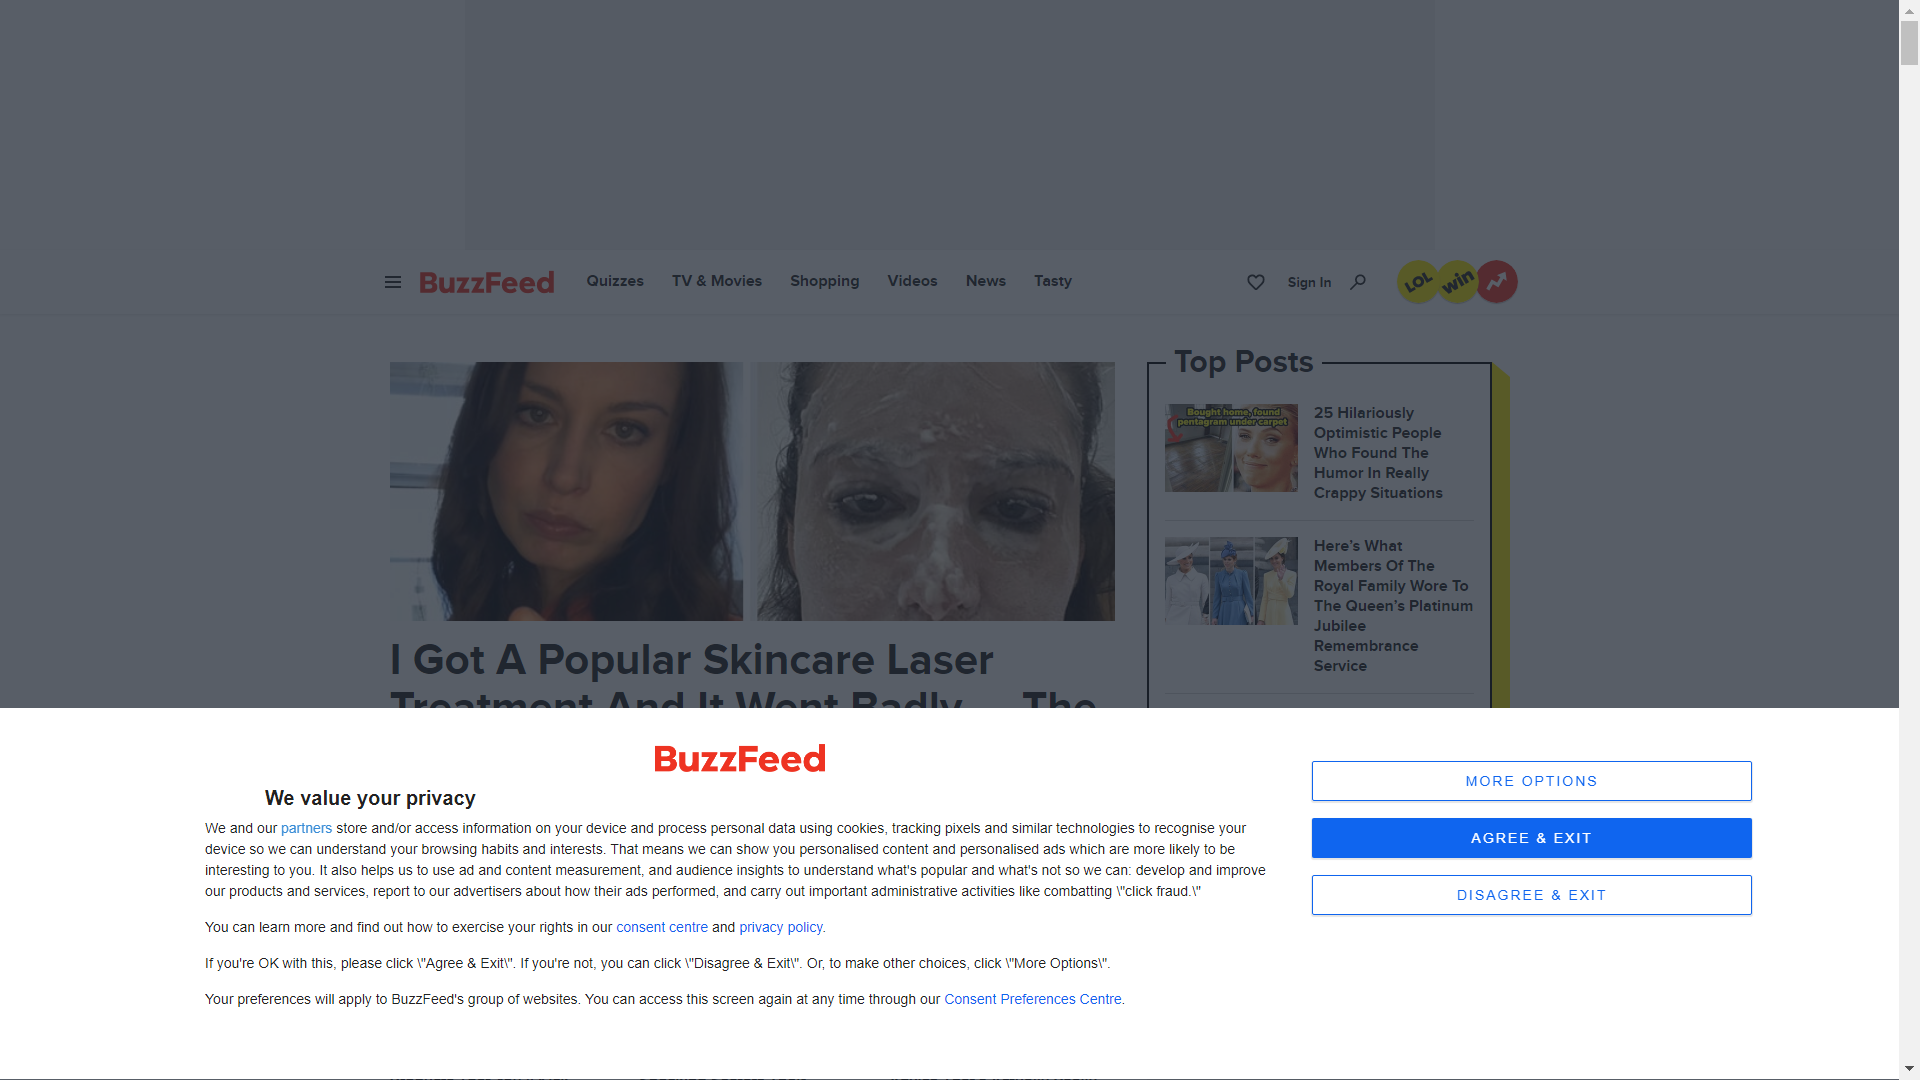 BuzzFeed
Quizzes
TV & Movies
Shopping
Videos
News
Tasty
Sign In
LOL
win
Top Posts
Bought home, found
pentagram under carpet
25 Hilariously
Optimistic People
Who Found The
Humor In Really
Crappy Situations
Here's What
Members Of The
Royal Family Wore To
The Queen's Platinum
Jubilee
Remembrance
Service
I Got A Popular Skincare Laser
Treatment And It Went Badly — The
BuzzFeed
We value your privacy
We and our partners store and/or access information on your device and process personal data using cookies, tracking pixels and similar technologies to recognise your
device so we can understand your browsing habits and interests. That means we can show you personalised content and personalised ads which are more likely to be
interesting to you. It also helps us to use ad and content measurement, and audience insights to understand what's popular and what's not so we can: develop and improve
our products and services, report to our advertisers about how their ads performed, and carry out important administrative activities like combatting \"click fraud.\"
You can learn more and find out how to exercise your rights in our consent centre and privacy policy.
If you're OK with this, please click \"Agree & Exit\". If you're not, you can click \"Disagree & Exit\". Or, to make other choices, click \"More Options\".
Your preferences will apply to BuzzFeed's group of websites. You can access this screen again at any time through our Consent Preferences Centre.
MORE OPTIONS
AGREE & EXIT
DISAGREE & EXIT